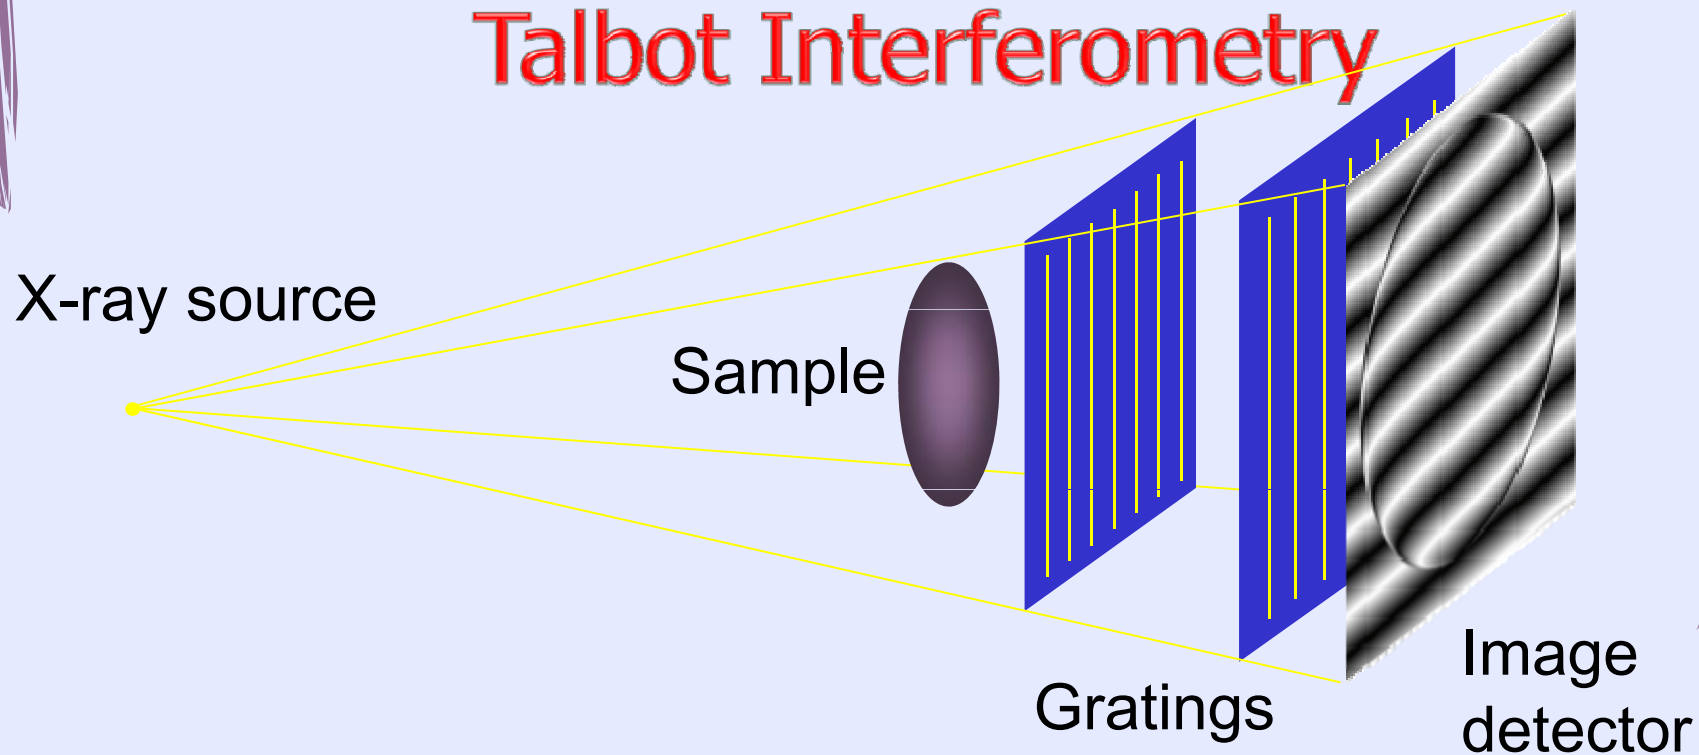 Talbot Interferometry
X-ray source
Sample
Gratings
Image
detector